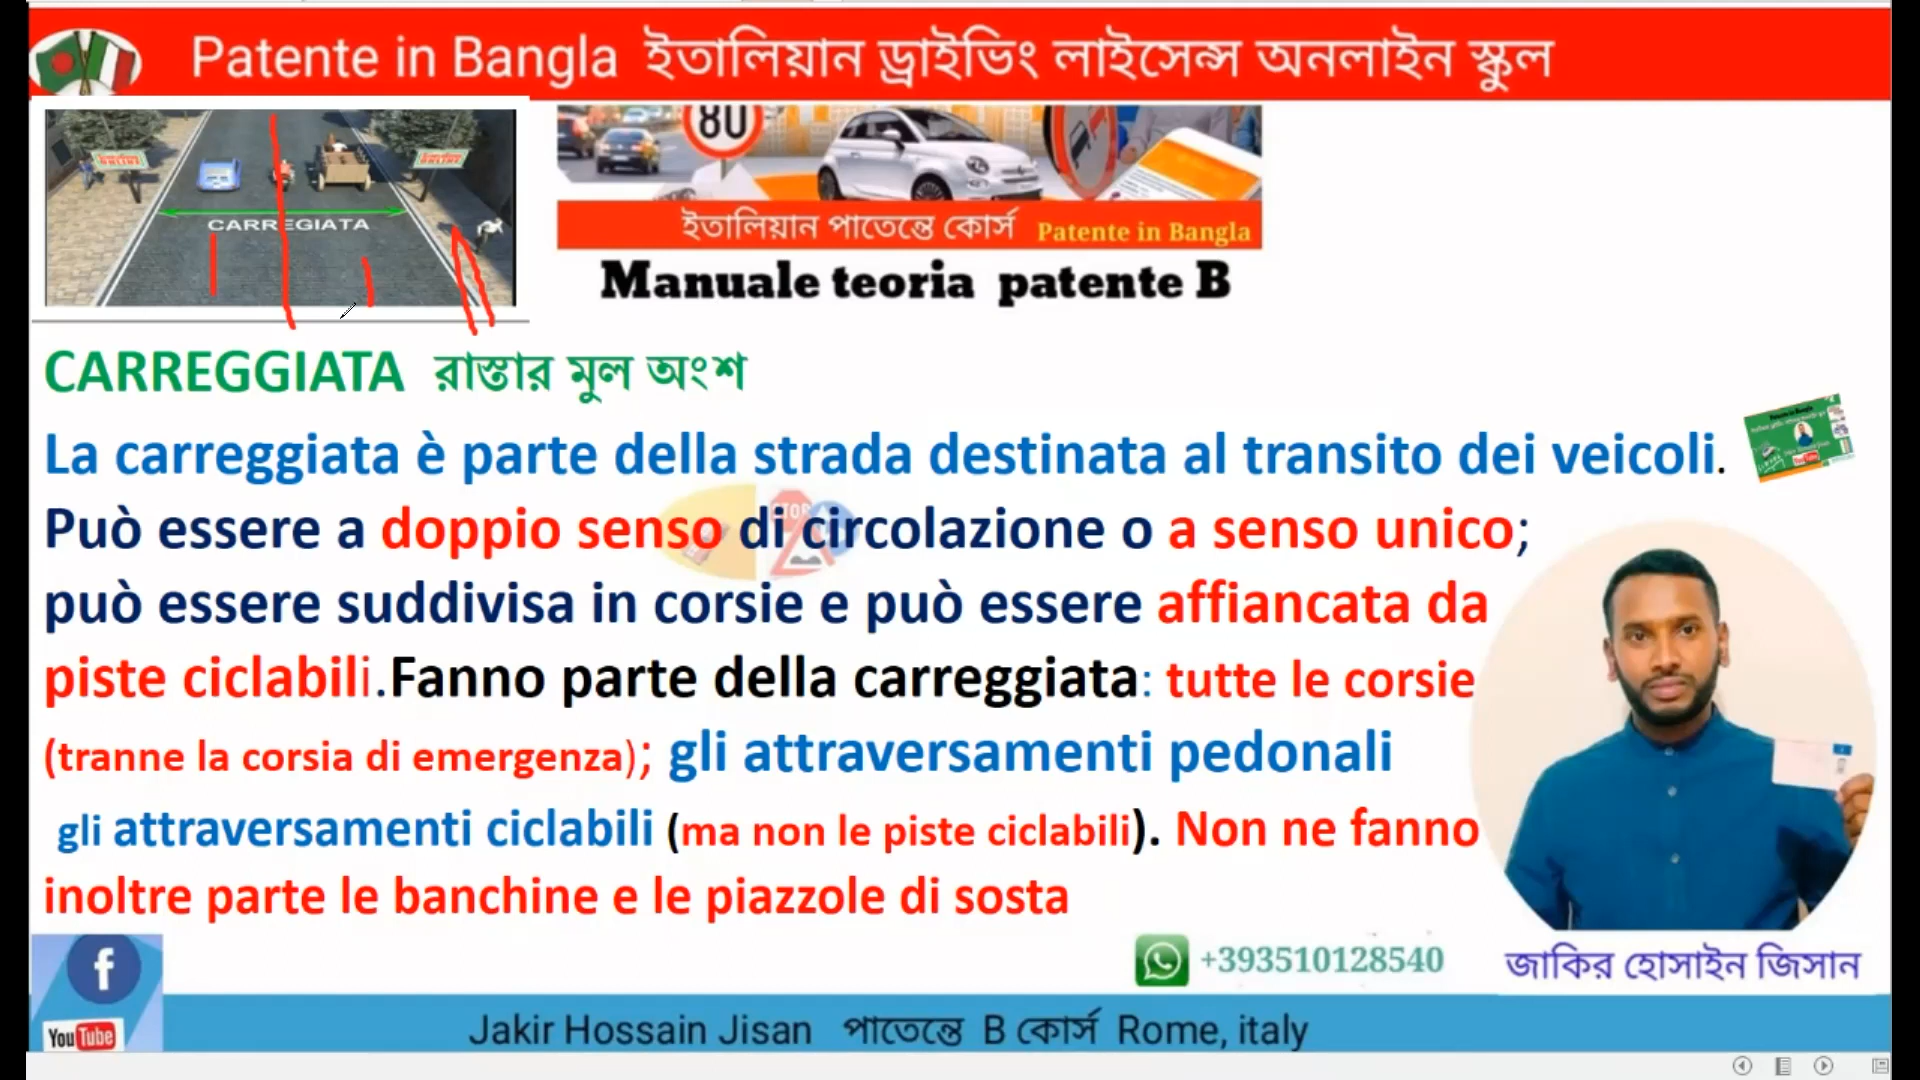 Patente in Bangla ইতালিয়ান ড্রাইভিং লাইসেন্স অনলাইন স্কুল
CARREGIATA
80
ইতালিয়ান পাতেন্তে কোর্স Patente in Bangla
Manuale teoria patente B
CARREGGIATA রাস্তার মুল অংশ
La carreggiata è parte della strada destinata al transito dei veicoli.
Può essere a doppio senso di circolazione o a senso unico;
può essere suddivisa in corsie e può essere affiancata da
piste ciclabili.Fanno parte della carreggiata: tutte le corsie
(tranne la corsia di emergenza); gli attraversamenti pedonali
gli attraversamenti ciclabili (ma non le piste ciclabili). Non ne fanno
inoltre parte le banchine e le piazzole di sosta
STOP
f
YouTube
+393510128540
জাকির হোসাইন জিসান
Jakir Hossain Jisan পাতেন্তে B কোর্স Rome, italy